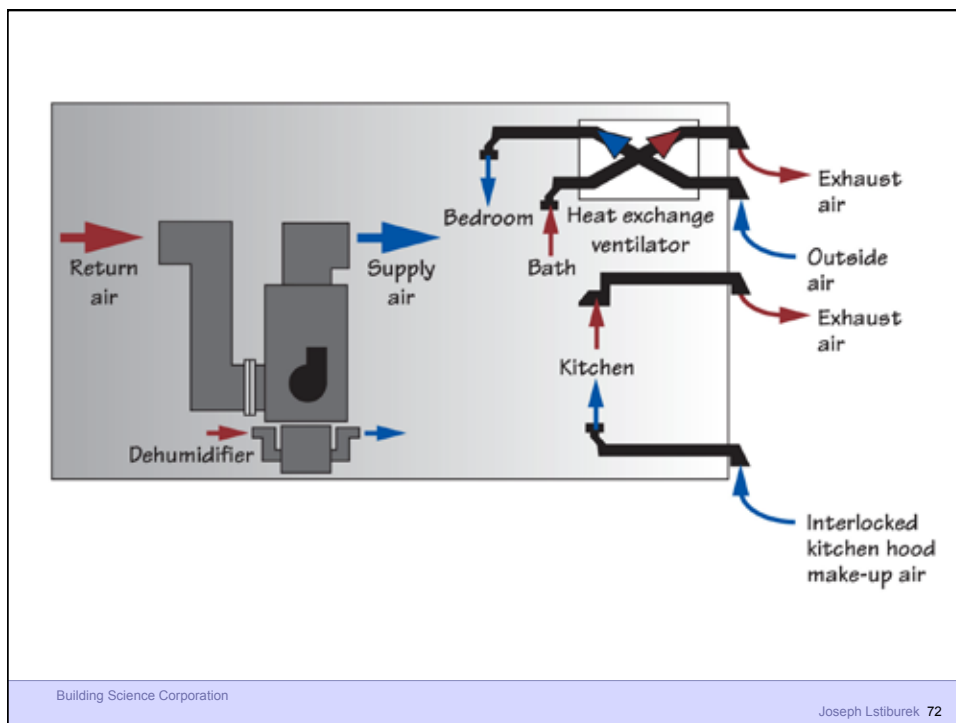 Exhaust
air
Bedroom
Heat exchange
ventilator
Return
air
Supply
air
Bath
Outside
air
Exhaust
air
Kitchen
Dehumidifier
Interlocked
kitchen hood
make-up air
Building Science Corporation
Joseph Lstiburek 72